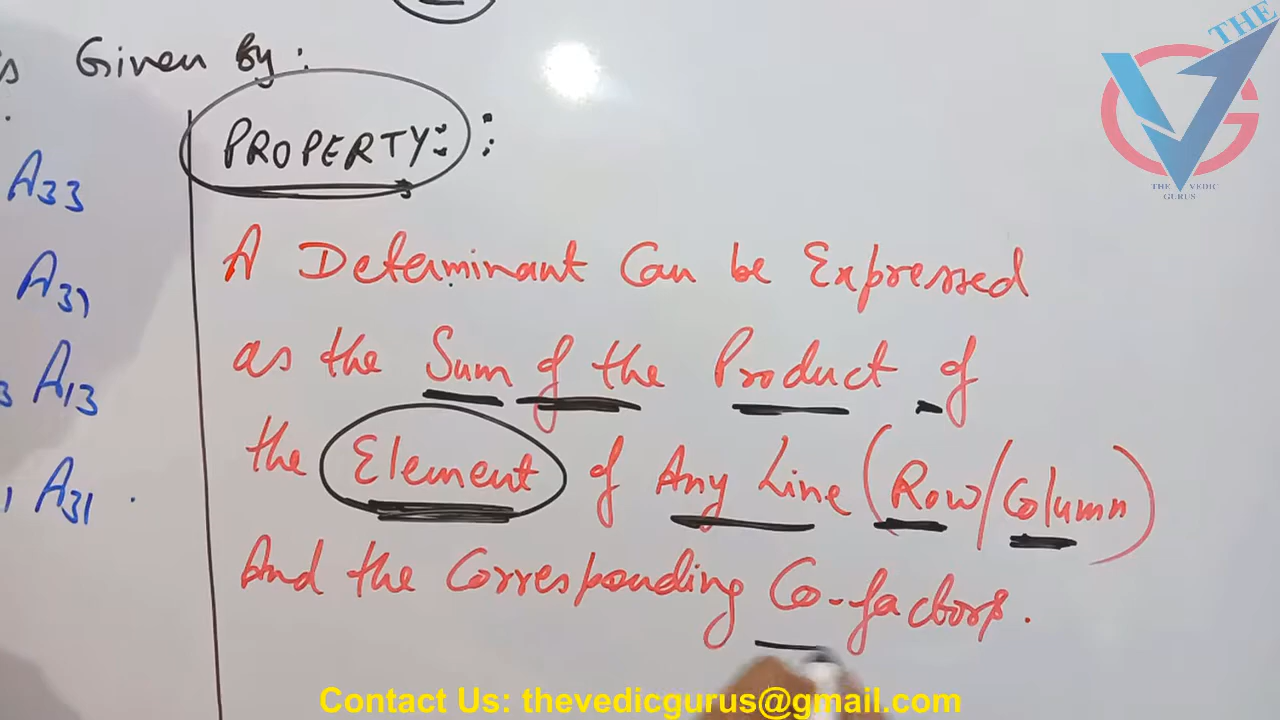 s Given by:
PROPERTY::
A Determinant Can be Expressed
as the Sum of the Product of
the Element of Any Line (Row/Column)
And the Corresponding Co-factors.
A33
A31
3 A13
1 A31 .
THE
THE VEDIC
GURUS
Contact Us: thevedicgurus@gmail.com